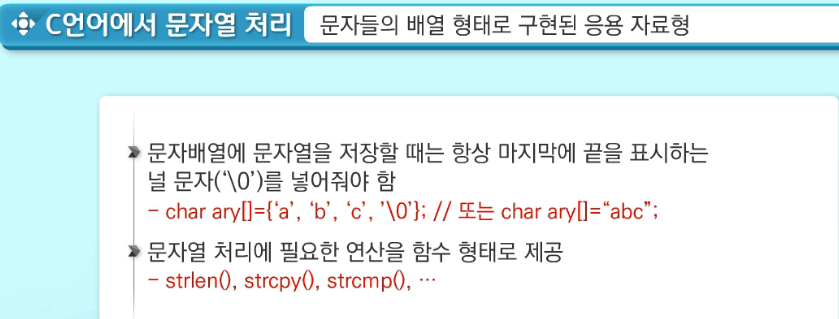 C언어에서 문자열 처리 문자들의 배열 형태로 구현된 응용 자료형
문자배열에 문자열을 저장할 때는 항상 마지막에 끝을 표시하는
널 문자(‘\0’)를 넣어줘야 함
- char ary[]={‘a’, ‘b’, ‘c’, ’\0’}; // 또는 char ary[]=“abc”;
문자열 처리에 필요한 연산을 함수 형태로 제공
- strlen(), strcpy(), strcmp(), ⋯